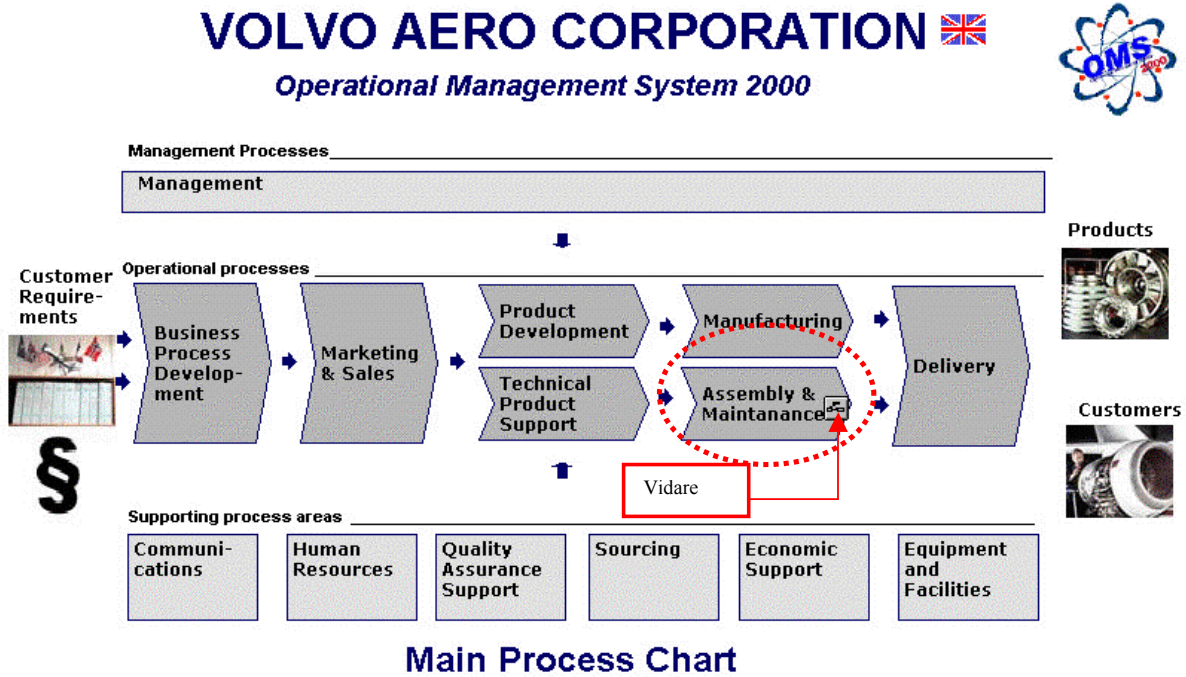 VOLVO AERO CORPORATION
Operational Management System 2000
OMS
2000
Management Processes
Management
Products
Customer
Require-
ments
Operational processes
Business
Process
Develop-
ment
Marketing
& Sales
Product
Development
Technical
Product
Support
Manufacturing
Assembly &
Maintanance
Delivery
Customers
§
Vidare
Supporting process areas
Communi-
cations
Human
Resources
Quality
Assurance
Support
Sourcing
Economic
Support
Equipment
and
Facilities
Main Process Chart